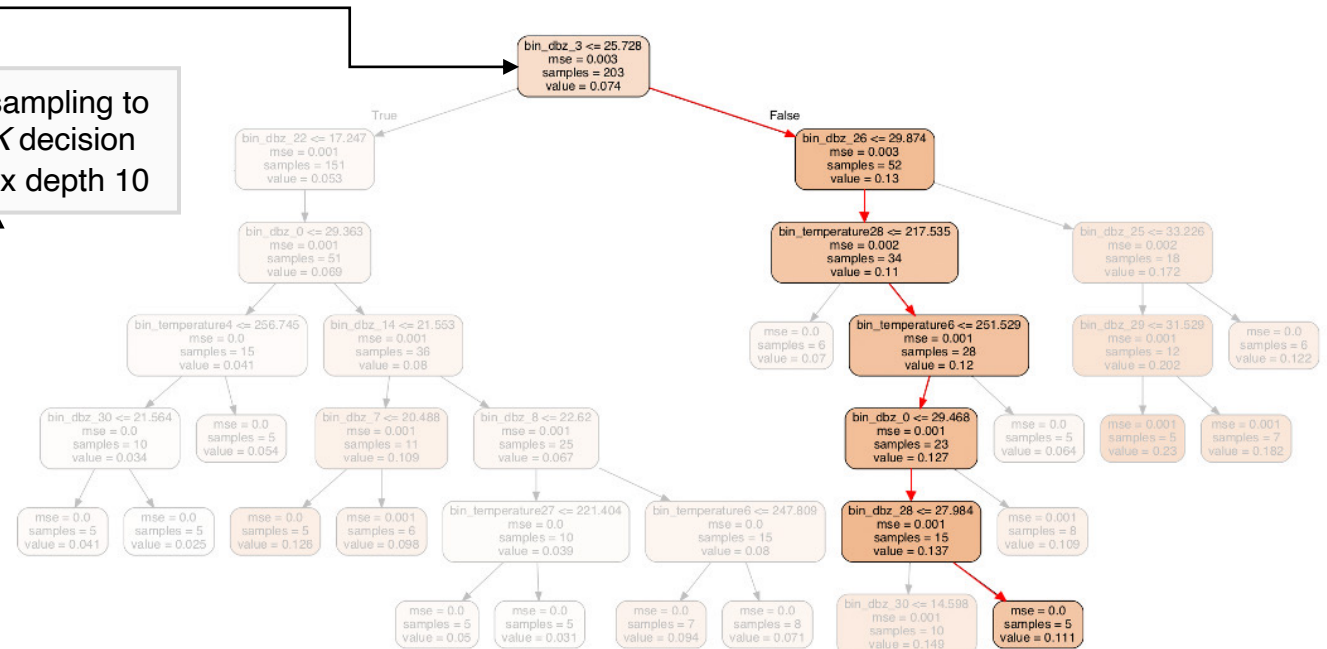 sampling to
K decision
x depth 10
bin_dbz_3 <= 25.728
mse = 0.003
samples = 203
value = 0.074
True
False
bin_dbz_22 <= 17.247
mse = 0.001
samples = 151
value = 0.053
bin_dbz_26 <= 29.874
mse = 0.003
samples = 52
value = 0.13
bin_dbz_0 <= 29.363
mse = 0.001
samples = 51
value = 0.069
bin_temperature28 <= 217.535
mse = 0.002
samples = 34
value = 0.11
bin_dbz_25 <= 33.226
mse = 0.002
samples = 18
value = 0.172
bin_temperature4 <= 256.745
mse = 0.0
samples = 15
value = 0.041
bin_dbz_14 <= 21.553
mse = 0.001
samples = 36
value = 0.08
mse = 0.0
samples = 6
value = 0.07
bin_temperature6 <= 251.529
mse = 0.001
samples = 28
value = 0.12
bin_dbz_29 <= 31.529
mse = 0.001
samples = 12
value = 0.202
mse = 0.0
samples = 6
value = 0.122
bin_dbz_30 <= 21.564
mse = 0.0
samples = 10
value = 0.034
mse = 0.0
samples = 5
value = 0.054
bin_dbz_7 <= 20.488
mse = 0.001
samples = 11
value = 0.109
bin_dbz_8 <= 22.62
mse = 0.001
samples = 25
value = 0.067
bin_dbz_0 <= 29.468
mse = 0.001
samples = 23
value = 0.127
mse = 0.0
samples = 5
value = 0.064
mse = 0.001
samples = 5
value = 0.23
mse = 0.001
samples = 7
value = 0.182
mse = 0.0
samples = 5
value = 0.041
mse = 0.0
samples = 5
value = 0.025
mse = 0.0
samples = 5
value = 0.126
mse = 0.001
samples = 6
value = 0.098
bin_temperature27 <= 221.404
mse = 0.0
samples = 10
value = 0.039
bin_temperature6 <= 247.809
mse = 0.0
samples = 15
value = 0.08
bin_dbz_28 <= 27.984
mse = 0.001
samples = 15
value = 0.137
mse = 0.001
samples = 8
value = 0.109
mse = 0.0
samples = 5
value = 0.05
mse = 0.0
samples = 5
value = 0.031
mse = 0.0
samples = 7
value = 0.094
mse = 0.0
samples = 8
value = 0.071
bin_dbz_30 <= 14.598
mse = 0.001
samples = 10
value = 0.149
mse = 0.0
samples = 5
value = 0.111